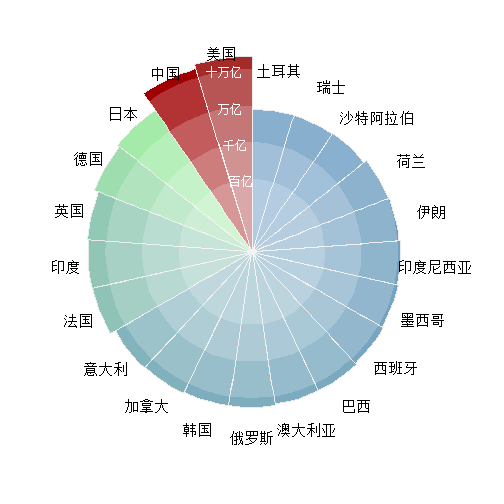 美国
中国
土耳其
十万亿
瑞士
万亿
日本
沙特阿拉伯
千亿
德国
荷兰
百亿
英国
伊朗
印度
印度尼西亚
法国
墨西哥
意大利
西班牙
加拿大
巴西
韩国
俄罗斯
澳大利亚